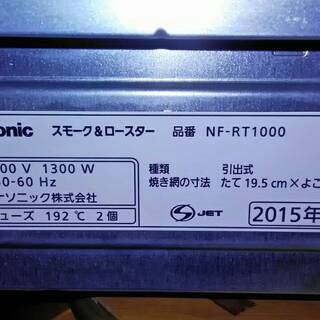 onic スモーク&ロースター 品番 NF-RT1000
00 V 1300 W
50-60 Hz
ナソニック株式会社
ューズ 192℃ 2個
種類 引出式
焼き網の寸法 たて 19.5 cm×よこ
S JET
2015年